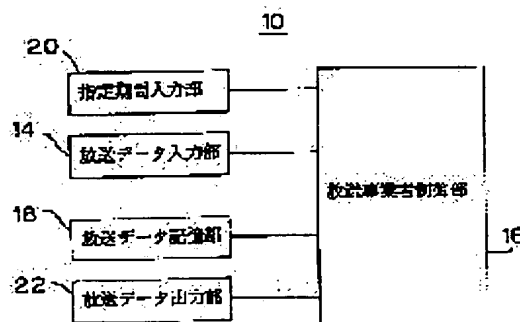 10
20
指定期間入力部
14
放送データ入力部
放送事業者制御部
18
放送データ記憶部
16
22
放送データ出力部